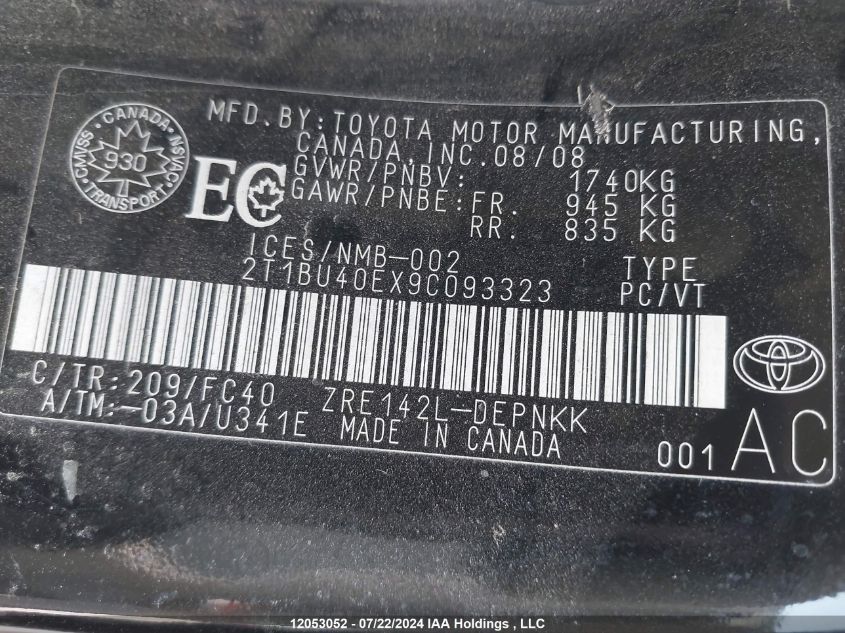 MFD.BY:TOYOTA MOTOR MANUFACTURING,
CANADA, INC.08/08
GVWR/PNBV: 1740KG
GAWR/PNBE:FR. 945 KG
RR. 835 KG
CANADA
CMVSS NSVAC
930
TRANSPORT
EC
ICES/NMB-002 TYPE
2T1BU40EX9C093323 PC/VT
C/TR:209/FC40 ZRE142L-DEPNKK
A/TM:-03A/U341E MADE IN CANADA 001 AC
12053052 - 07/22/2024 IAA Holdings , LLC